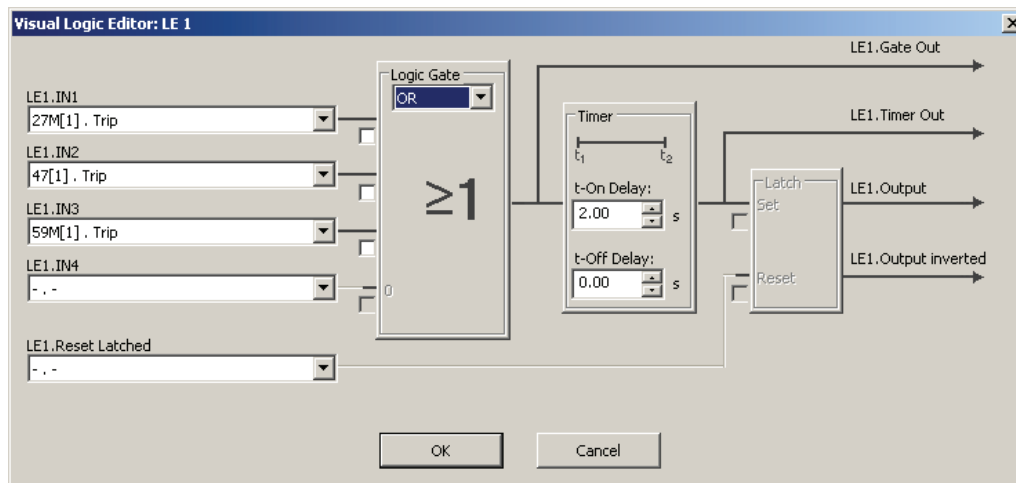 Visual Logic Editor: LE 1
LE1.Gate Out
Logic Gate
OR
LE1.IN1
27M[1] . Trip
LE1.IN2
47[1] . Trip
LE1.IN3
59M[1] . Trip
LE1.IN4
- . -
0
≥1
Timer
t1 t2
t-On Delay:
2.00 s
t-Off Delay:
0.00 s
LE1.Timer Out
Latch
Set
Reset
LE1.Output
LE1.Output inverted
LE1.Reset Latched
- . -
OK Cancel